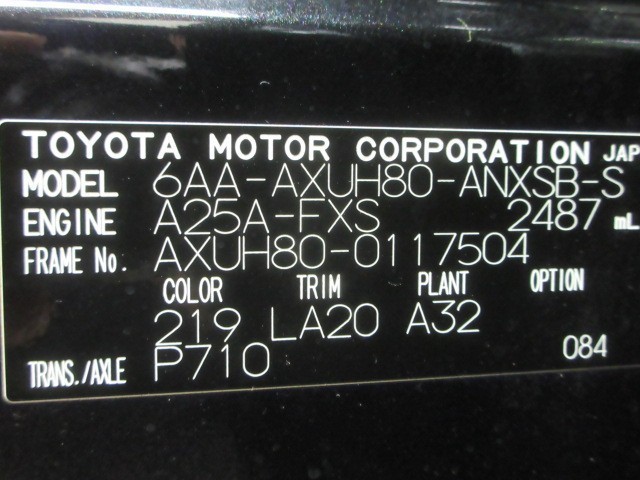 TOYOTA MOTOR CORPORATION JAP
MODEL 6AA-AXUH80-ANXSB-S
ENGINE A25A-FXS 2487 mL
FRAME No. AXUH80-0117504
COLOR TRIM PLANT OPTION
219 LA20 A32
TRANS./AXLE P710 084